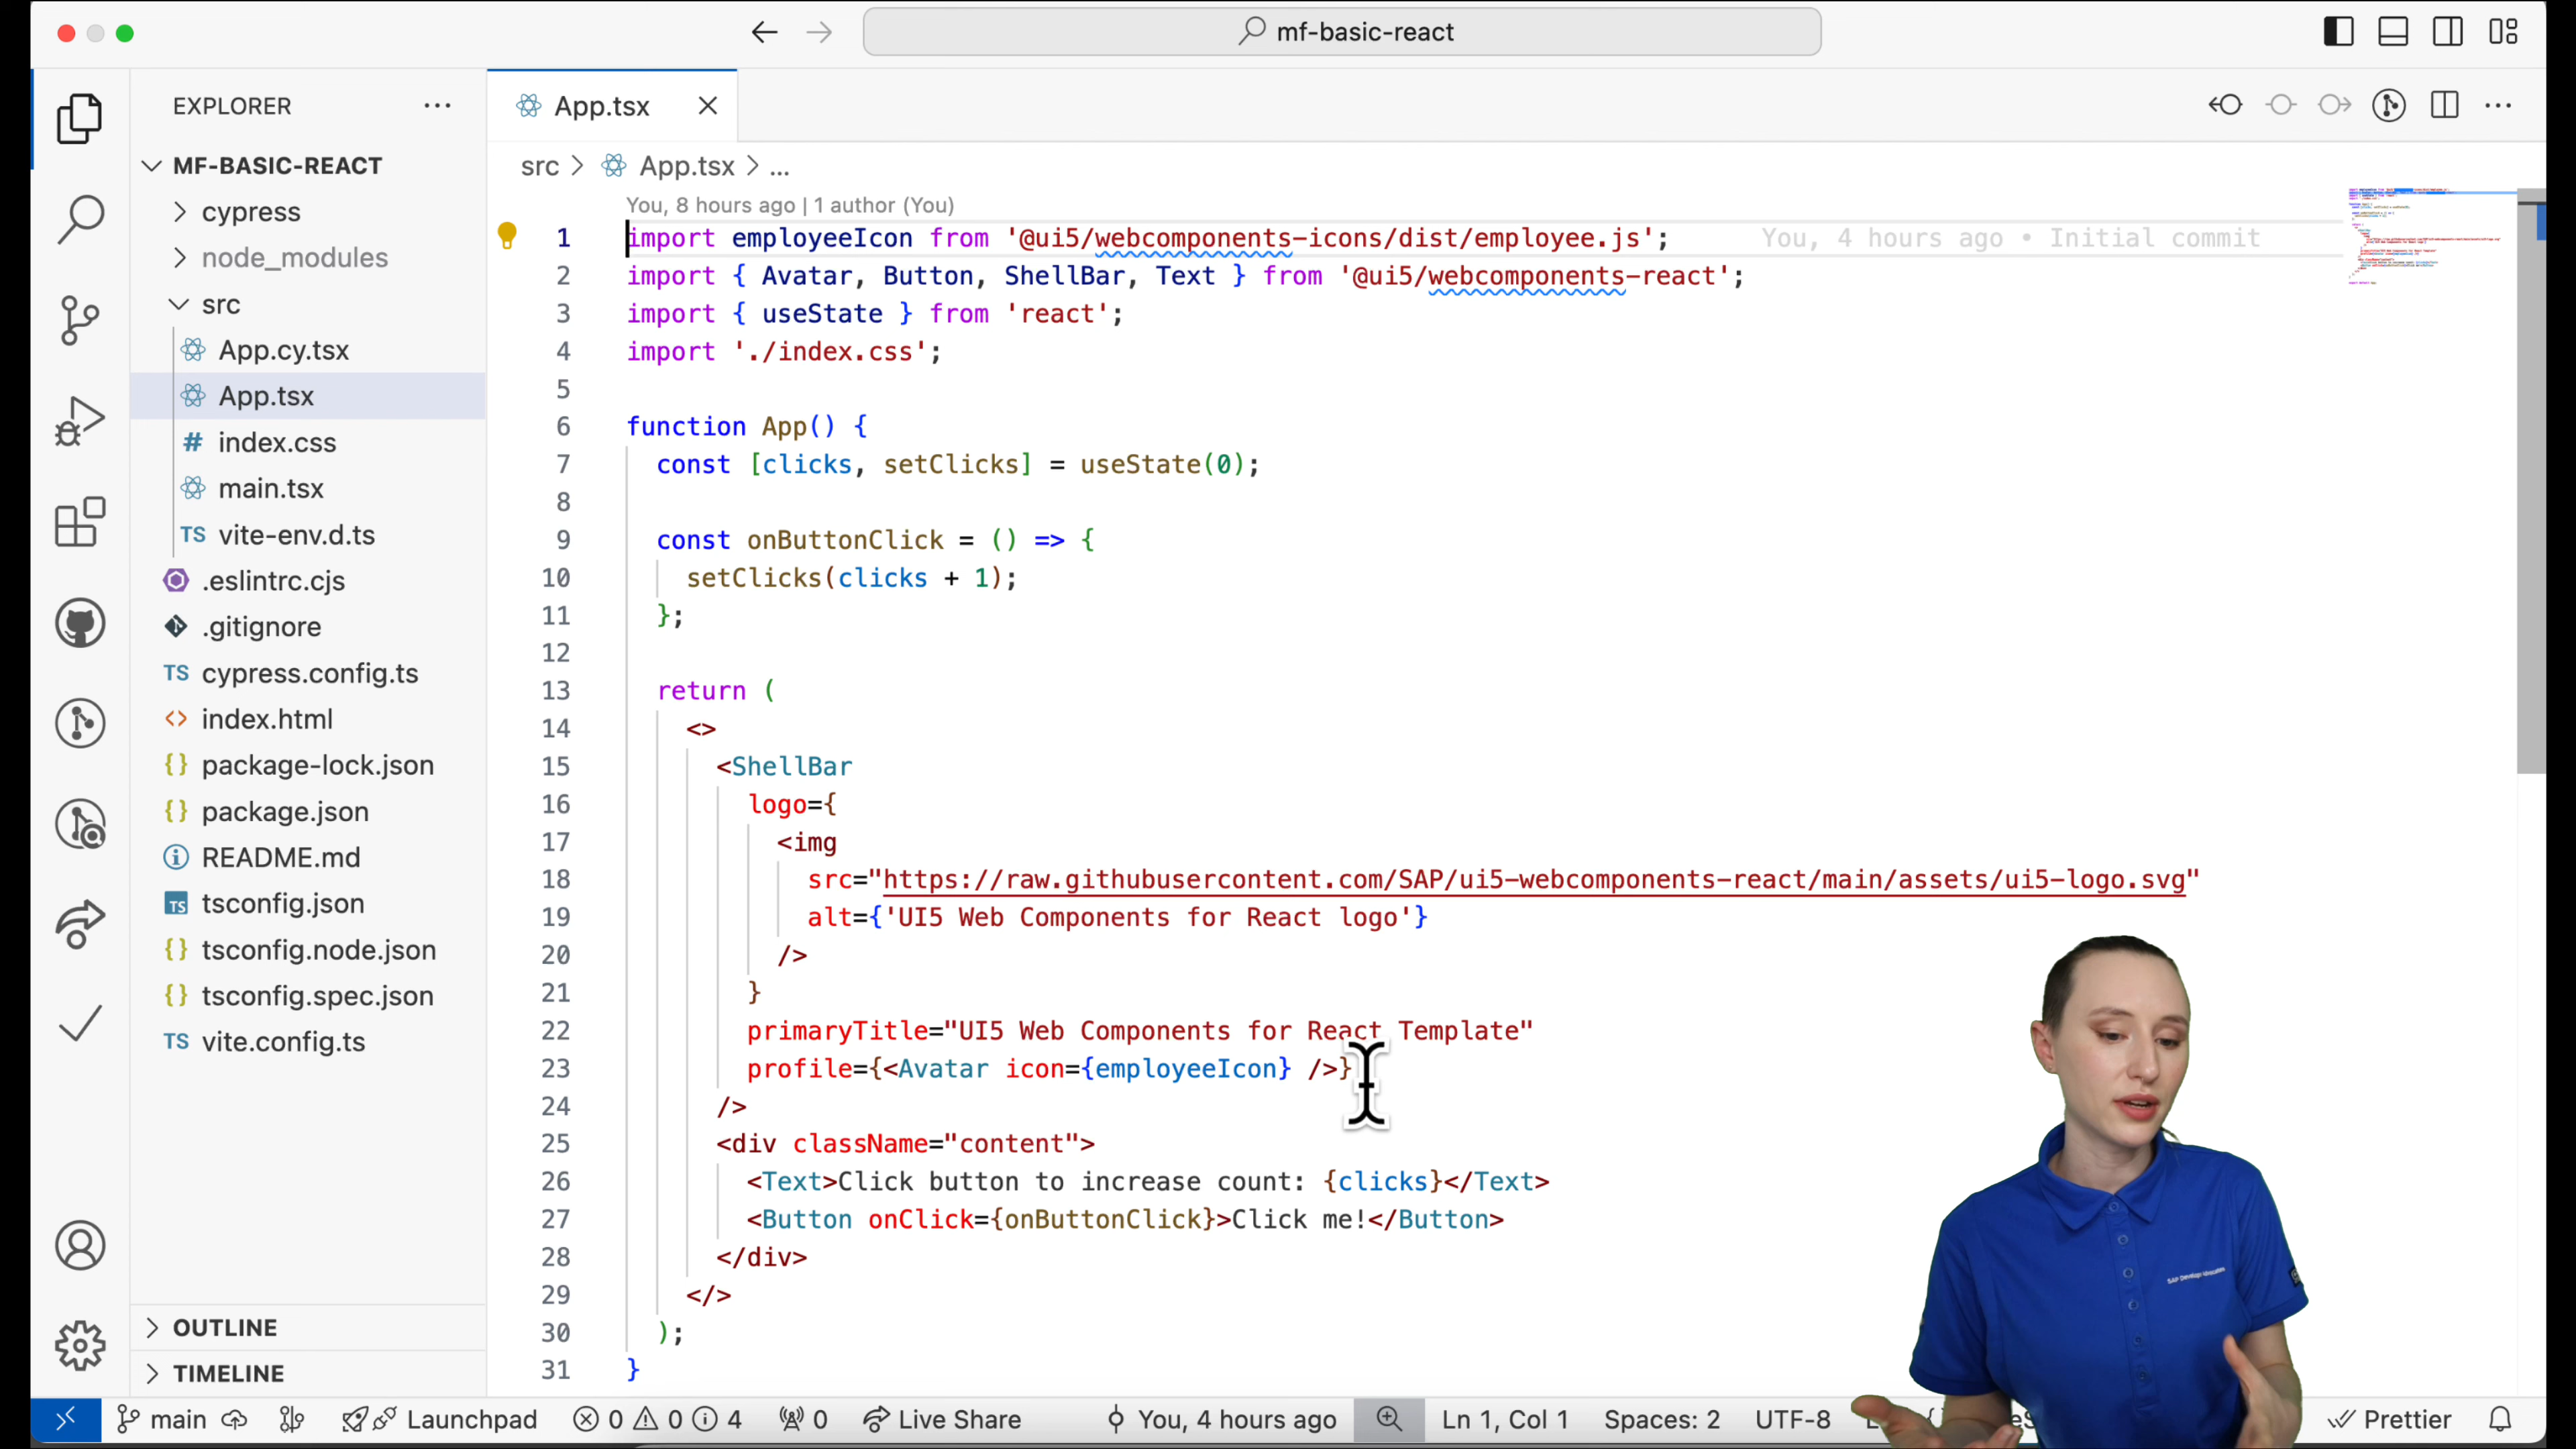 mf-basic-react
EXPLORER
App.tsx
MF-BASIC-REACT
cypress
node_modules
src
App.cy.tsx
App.tsx
index.css
main.tsx
TS vite-env.d.ts
.eslintrc.cjs
.gitignore
TS cypress.config.ts
index.html
package-lock.json
package.json
README.md
TS tsconfig.json
tsconfig.node.json
tsconfig.spec.json
TS vite.config.ts
OUTLINE
TIMELINE
src > App.tsx > ...
You, 8 hours ago | 1 author (You)
1 import employeeIcon from '@ui5/webcomponents-icons/dist/employee.js'; You, 4 hours ago • Initial commit
2 import { Avatar, Button, ShellBar, Text } from '@ui5/webcomponents-react';
3 import { useState } from 'react';
4 import './index.css';
5
6 function App() {
7 const [clicks, setClicks] = useState(0);
8
9 const onButtonClick = () => {
10 setClicks(clicks + 1);
11 };
12
13 return (
14 <>
15 <ShellBar
16 logo={
17 <img
18 src="https://raw.githubusercontent.com/SAP/ui5-webcomponents-react/main/assets/ui5-logo.svg"
19 alt={'UI5 Web Components for React logo'}
20 />
21 }
22 primaryTitle="UI5 Web Components for React Template"
23 profile={<Avatar icon={employeeIcon} />}
24 />
25 <div className="content">
26 <Text>Click button to increase count: {clicks}</Text>
27 <Button onClick={onButtonClick}>Click me!</Button>
28 </div>
29 </>
30 );
31 }
main Launchpad 0 0 4 0 Live Share You, 4 hours ago Ln 1, Col 1 Spaces: 2 UTF-8 Prettier